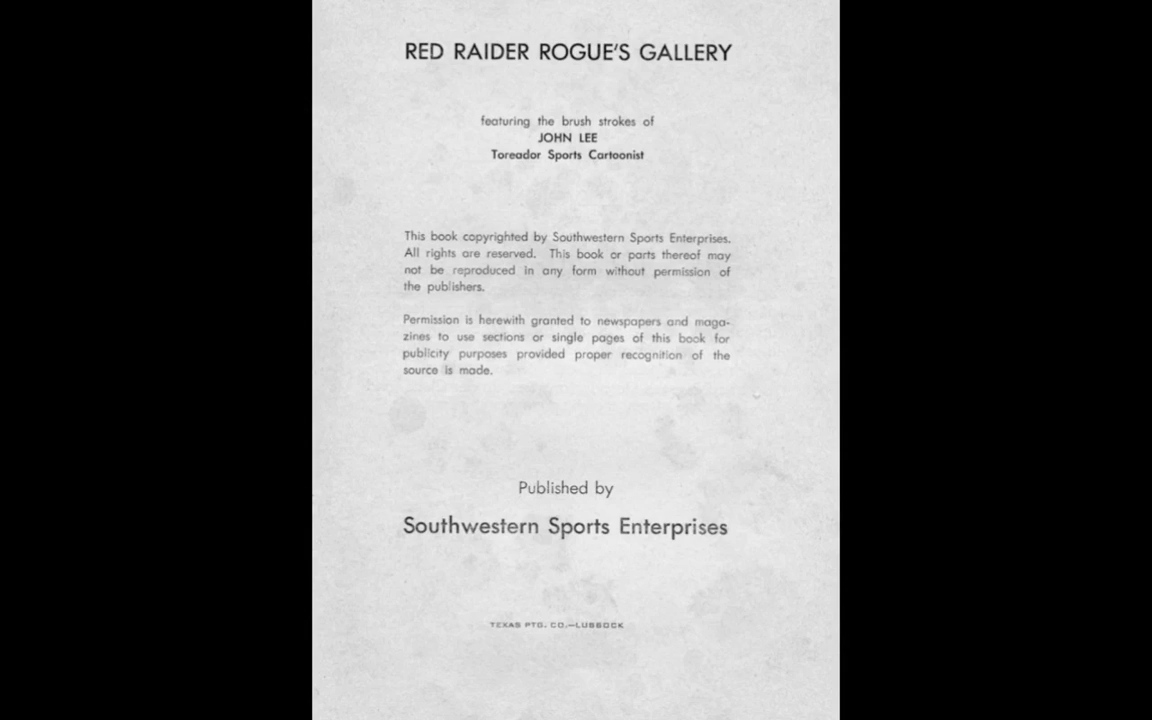 RED RAIDER ROGUE'S GALLERY
featuring the brush strokes of
JOHN LEE
Toreador Sports Cartoonist
This book copyrighted by Southwestern Sports Enterprises.
All rights are reserved. This book or parts thereof may
not be reproduced in any form without permission of
the publishers.
Permission is herewith granted to newspapers and maga-
zines to use sections or single pages of this book for
publicity purposes provided proper recognition of the
source is made.
Published by
Southwestern Sports Enterprises
TEXAS PTG. CO.—LUBBOCK